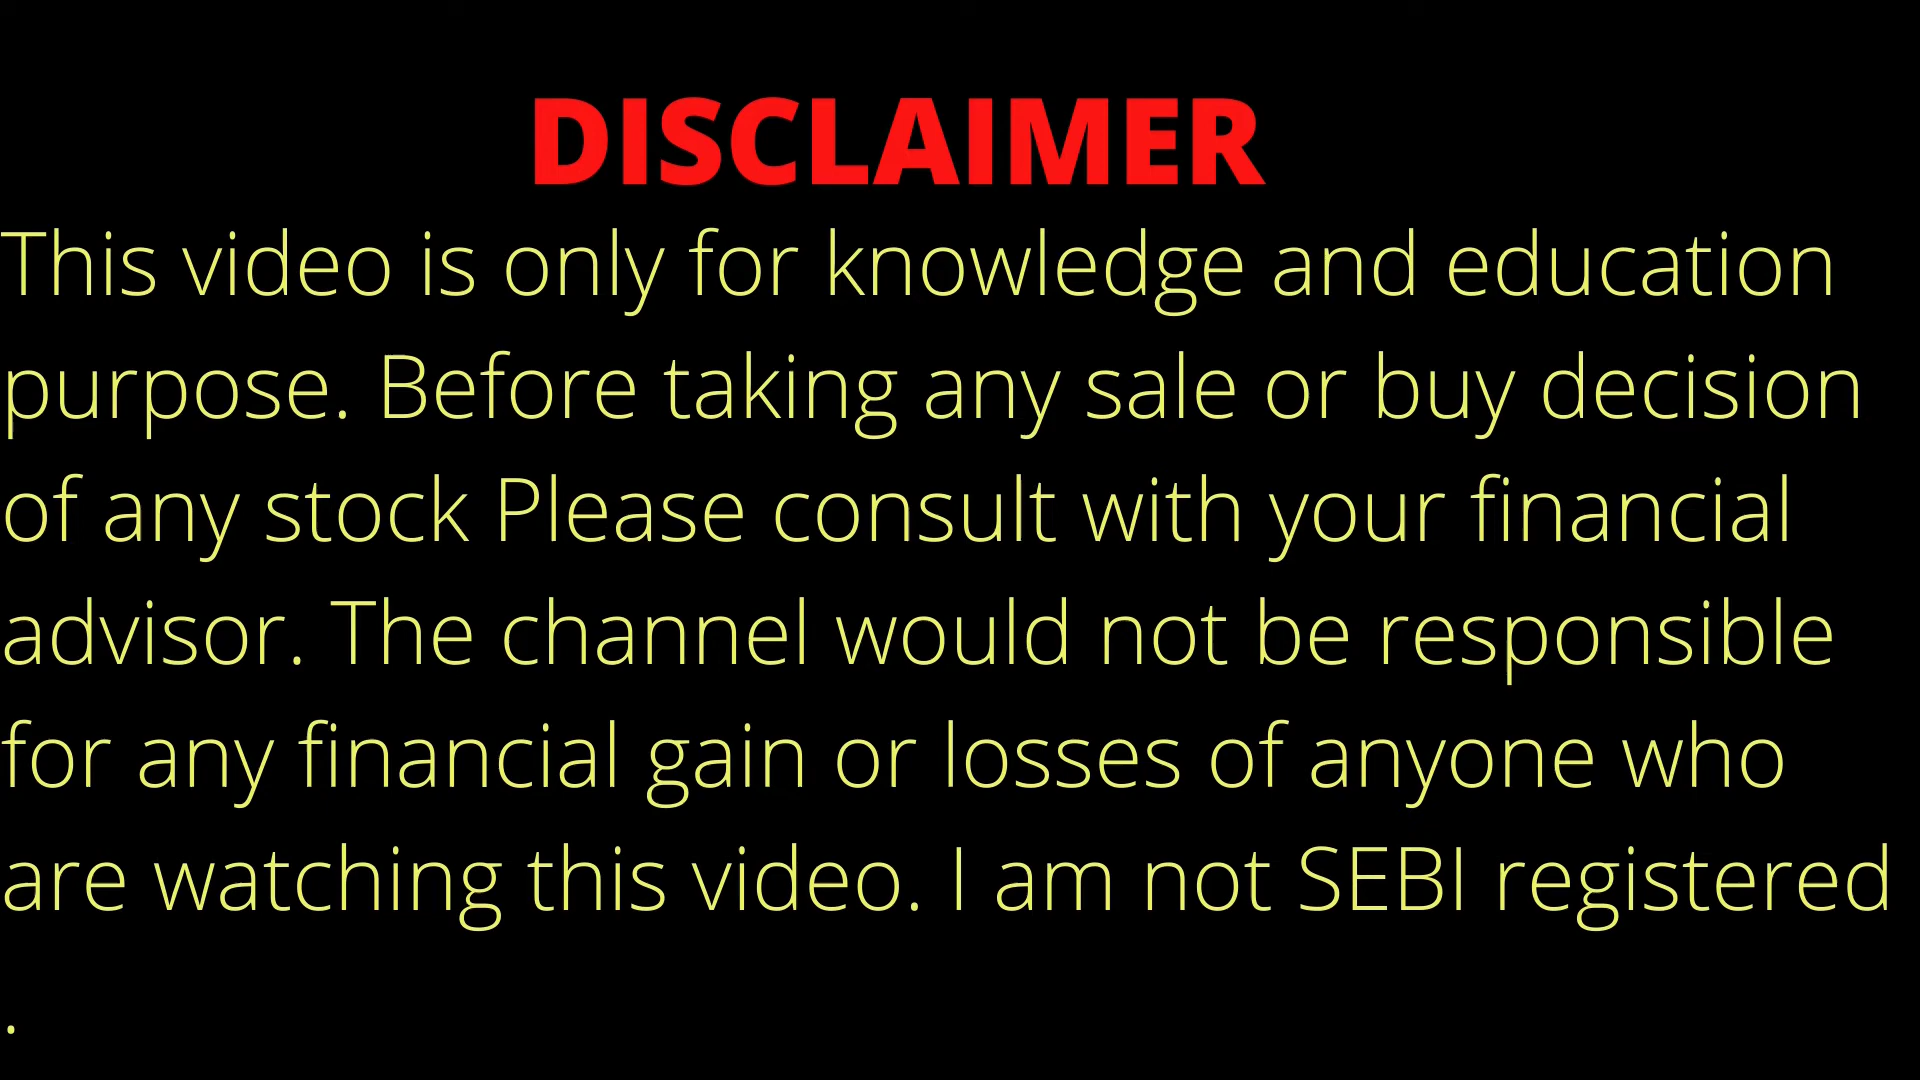 DISCLAIMER
This video is only for knowledge and education
purpose. Before taking any sale or buy decision
of any stock Please consult with your financial
advisor. The channel would not be responsible
for any financial gain or losses of anyone who
are watching this video. I am not SEBI registered
.